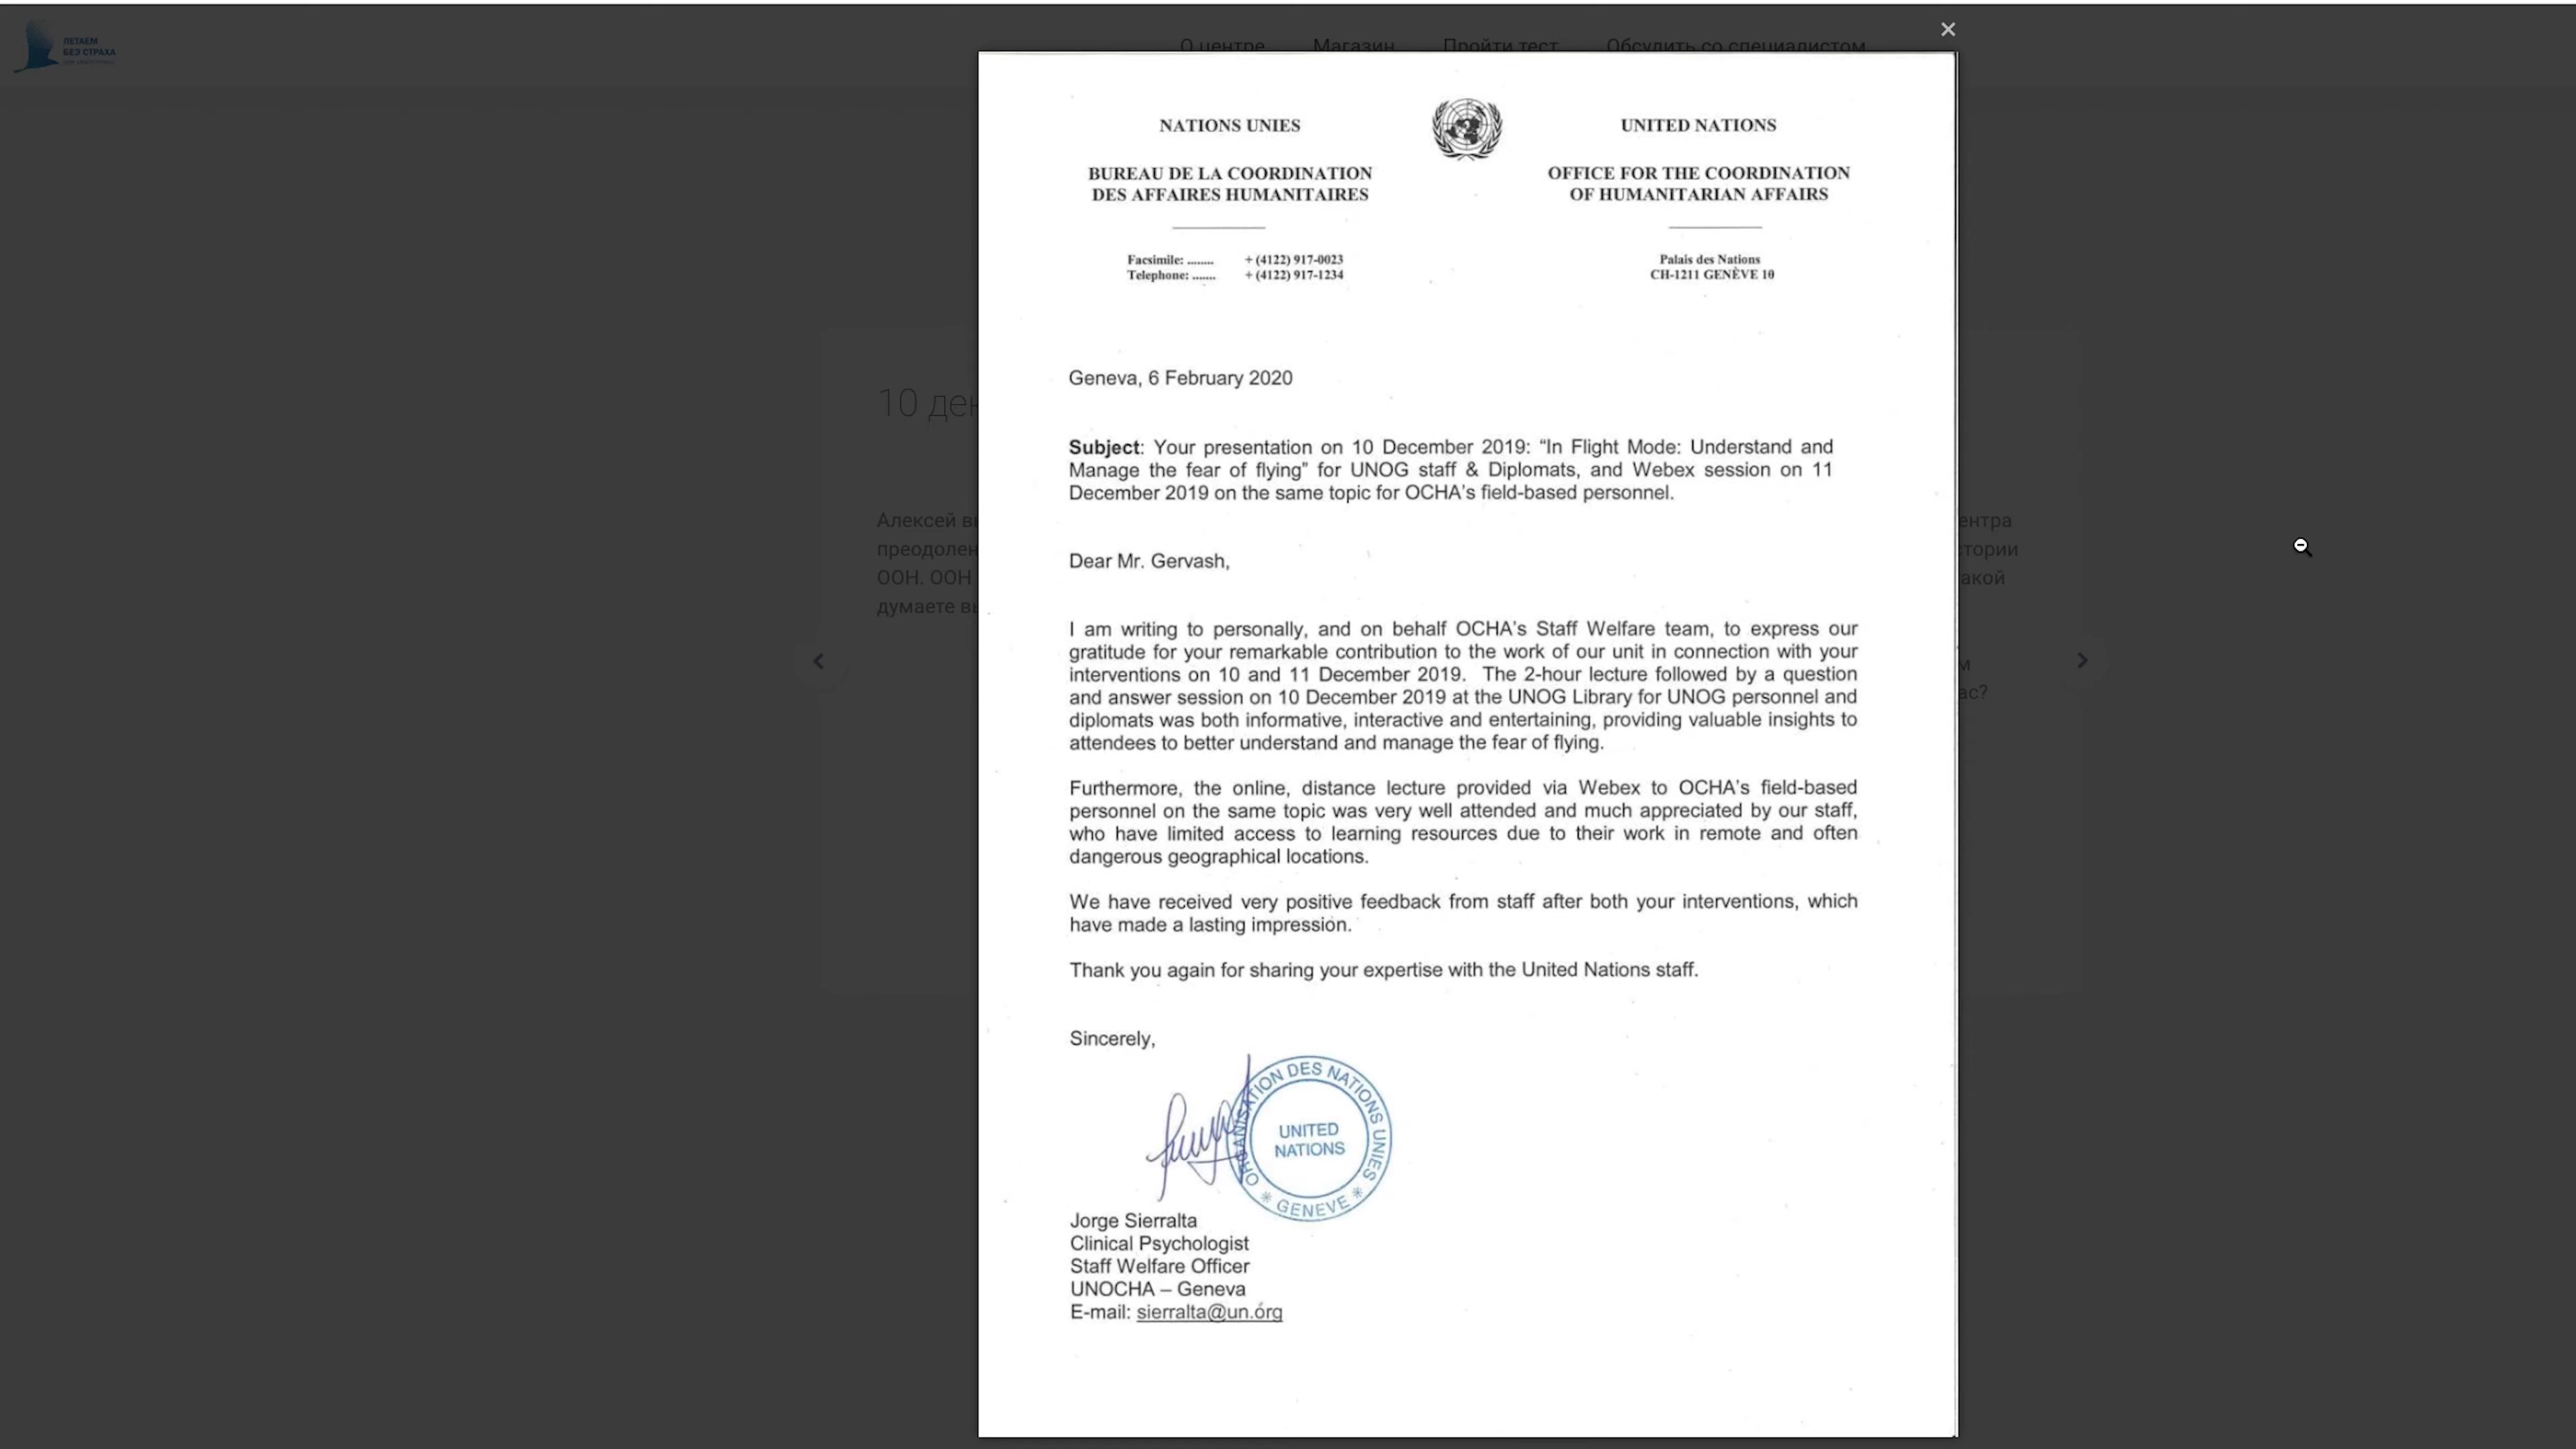 ЛЕТАЕМ
БЕЗ СТРАХА
О центре
Магазин
Пройти тест
Обсудить со специалистом
×
NATIONS UNIES
BUREAU DE LA COORDINATION
DES AFFAIRES HUMANITAIRES
UNITED NATIONS
OFFICE FOR THE COORDINATION
OF HUMANITARIAN AFFAIRS
Facsimile: ........ + (4122) 917-0023
Telephone: ....... + (4122) 917-1234
Palais des Nations
CH-1211 GENÈVE 10
Geneva, 6 February 2020
Subject: Your presentation on 10 December 2019: “In Flight Mode: Understand and
Manage the fear of flying” for UNOG staff & Diplomats, and Webex session on 11
December 2019 on the same topic for OCHA’s field-based personnel.
Dear Mr. Gervash,
I am writing to personally, and on behalf OCHA’s Staff Welfare team, to express our
gratitude for your remarkable contribution to the work of our unit in connection with your
interventions on 10 and 11 December 2019. The 2-hour lecture followed by a question
and answer session on 10 December 2019 at the UNOG Library for UNOG personnel and
diplomats was both informative, interactive and entertaining, providing valuable insights to
attendees to better understand and manage the fear of flying.
Furthermore, the online, distance lecture provided via Webex to OCHA’s field-based
personnel on the same topic was very well attended and much appreciated by our staff,
who have limited access to learning resources due to their work in remote and often
dangerous geographical locations.
We have received very positive feedback from staff after both your interventions, which
have made a lasting impression.
Thank you again for sharing your expertise with the United Nations staff.
Sincerely,
ORGANISATION DES NATIONS UNIES
UNITED
NATIONS
* GENEVE *
Jorge Sierralta
Clinical Psychologist
Staff Welfare Officer
UNOCHA – Geneva
E-mail: sierralta@un.org
10 де
Алексей
преодолен
ООН. ООН
думаете
ентра
тории
акой
ас?